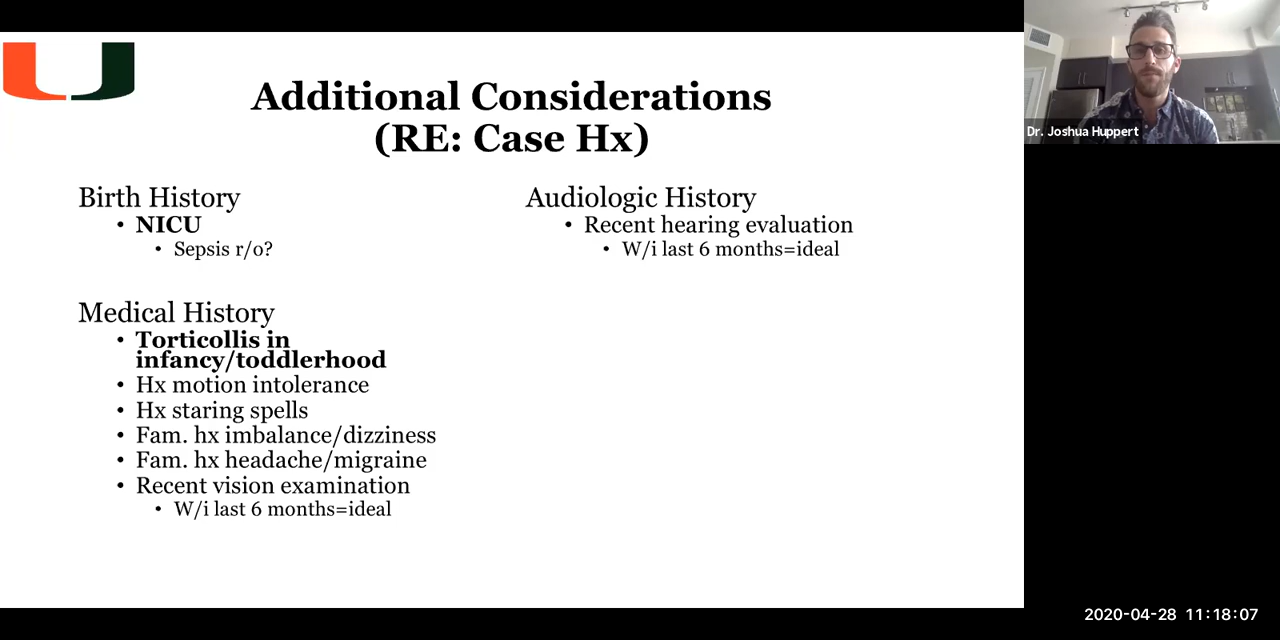 Additional Considerations
(RE: Case Hx)
Birth History
• NICU
• Sepsis r/o?
Medical History
• Torticollis in
infancy/toddlerhood
• Hx motion intolerance
• Hx staring spells
• Fam. hx imbalance/dizziness
• Fam. hx headache/migraine
• Recent vision examination
• W/i last 6 months=ideal
Audiologic History
• Recent hearing evaluation
• W/i last 6 months=ideal
Dr. Joshua Huppert
2020-04-28 11:18:07